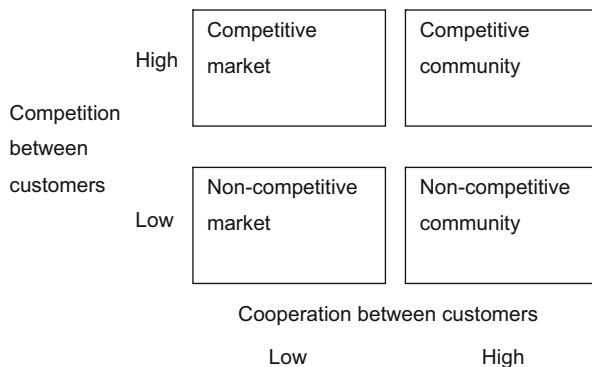 High
Competitive
market
Competitive
community
Competition
between
customers
Low
Non-competitive
market
Non-competitive
community
Cooperation between customers
Low
High